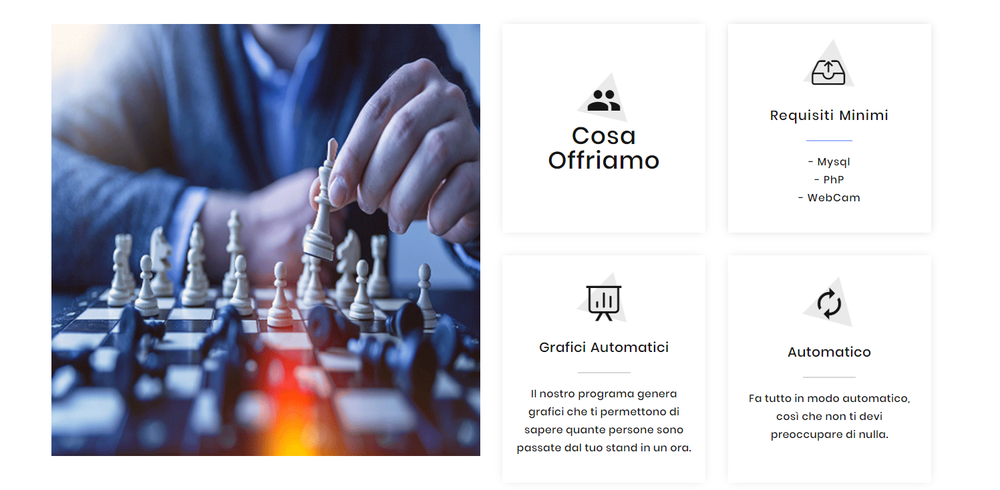 Cosa
Offriamo
Requisiti Minimi
- Mysql
- PhP
- WebCam
Grafici Automatici
Il nostro programa genera
grafici che ti permettono di
sapere quante persone sono
passate dal tuo stand in un ora.
Automatico
Fa tutto in modo automatico,
così che non ti devi
preoccupare di nulla.